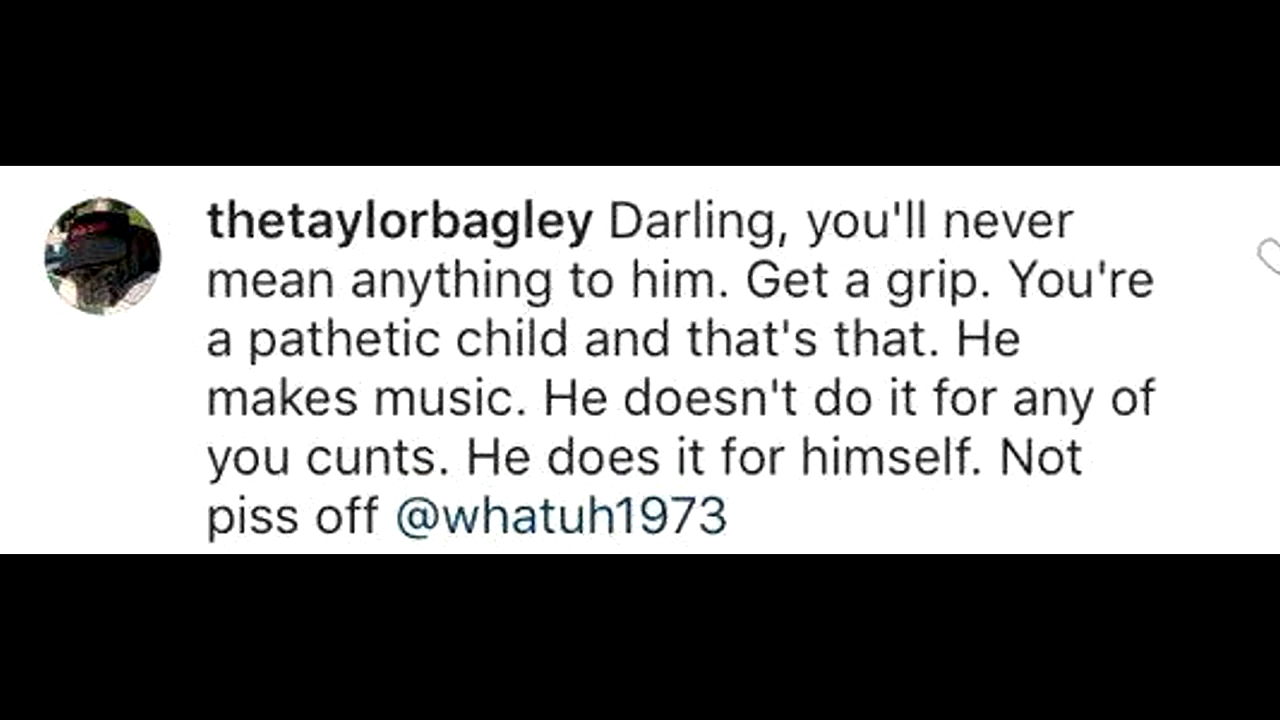 thetaylorbagley Darling, you'll never
mean anything to him. Get a grip. You're
a pathetic child and that's that. He
makes music. He doesn't do it for any of
you cunts. He does it for himself. Not
piss off @whatuh1973